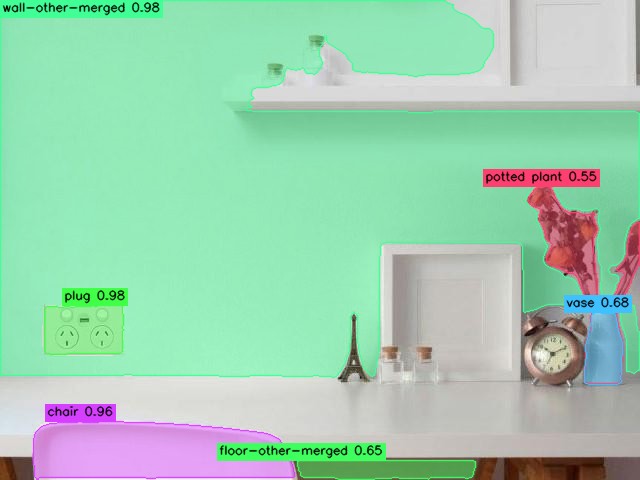 wall-other-merged 0.98
potted plant 0.55
plug 0.98
vase 0.68
chair 0.96
floor-other-merged 0.65